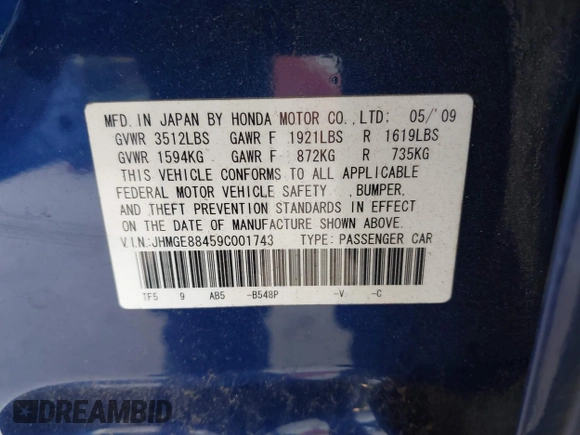 MFD. IN JAPAN BY HONDA MOTOR CO., LTD: 05/'09
GVWR 3512LBS GAWR F 1921LBS R 1619LBS
GVWR 1594KG GAWR F 872KG R 735KG
THIS VEHICLE CONFORMS TO ALL APPLICABLE
FEDERAL MOTOR VEHICLE SAFETY ,BUMPER,
AND THEFT PREVENTION STANDARDS IN EFFECT
ON THE DATE OF MANUFACTURE SHOWN ABOVE.
V.I.N:JHMGE88459C001743 TYPE: PASSENGER CAR
TF5 9 AB5 -B548P -V -C
DREAMBID